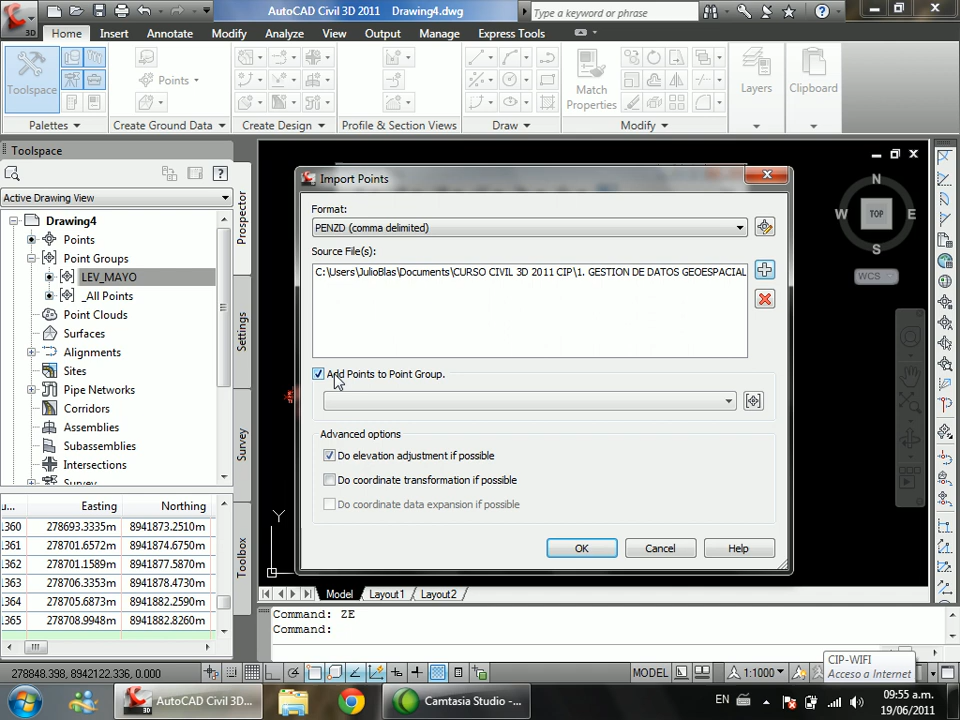 AutoCAD Civil 3D 2011 Drawing4.dwg
Type a keyword or phrase
3D
Home Insert Annotate Modify Analyze View Output Manage Express Tools
Toolspace
Points
Match Properties
Layers
Clipboard
Palettes
Create Ground Data
Create Design
Profile & Section Views
Draw
Modify
Toolspace
Active Drawing View
Drawing4
Points
Point Groups
LEV_MAYO
_All Points
Point Clouds
Surfaces
Alignments
Sites
Pipe Networks
Corridors
Assemblies
Subassemblies
Intersections
Survey
Prospector
Settings
Survey
Toolbox
u... Easting Northing
1360 278693.3335m 8941873.2510m
1361 278701.6572m 8941874.6750m
1362 278701.1589m 8941877.5870m
1363 278706.3353m 8941878.4730m
1364 278705.6873m 8941882.2590m
1365 278708.9948m 8941882.8260m
Import Points
Format:
PENZD (comma delimited)
Source File(s):
C:\Users\JulioBlas\Documents\CURSO CIVIL 3D 2011 CIP\1. GESTION DE DATOS GEOESPACIAL
Add Points to Point Group.
Advanced options
Do elevation adjustment if possible
Do coordinate transformation if possible
Do coordinate data expansion if possible
OK Cancel Help
N
W TOP E
S
WCS
Y
Model Layout1 Layout2
Command: ZE
Command:
278848.398, 8942122.336, 0.000
MODEL
1:1000
CIP-WIFI
Acceso a Internet
AutoCAD Civil 3D...
Camtasia Studio -...
EN
09:55 a.m.
19/06/2011